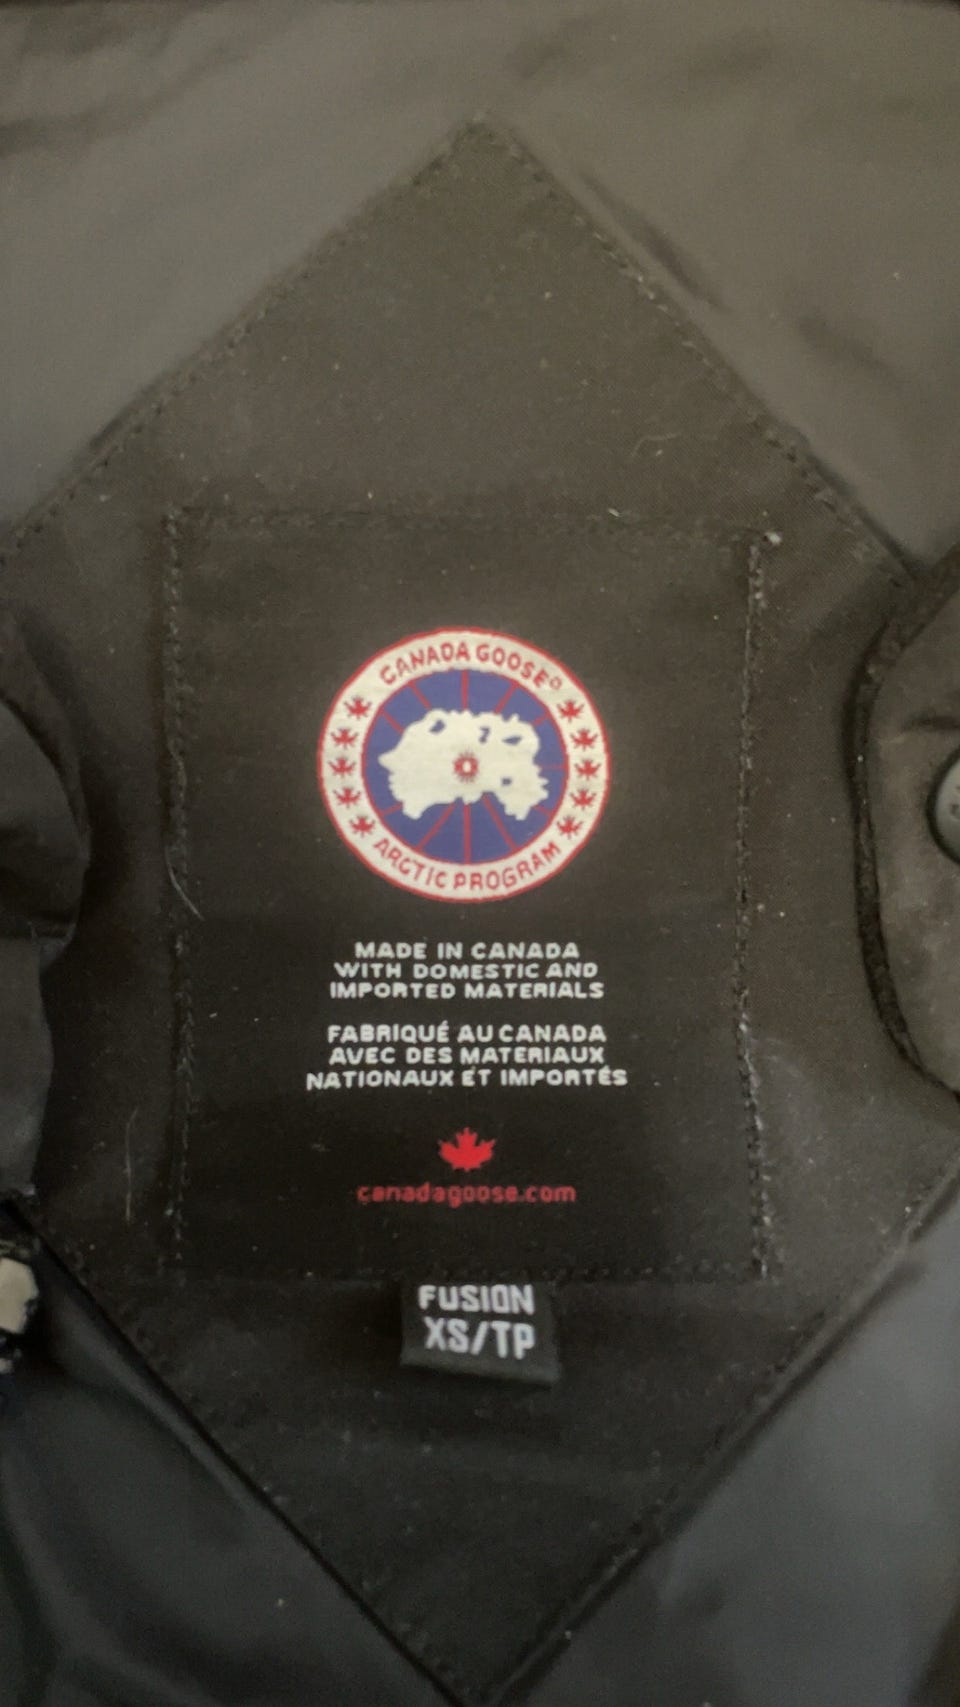 CANADA GOOSE®
ARCTIC PROGRAM
MADE IN CANADA
WITH DOMESTIC AND
IMPORTED MATERIALS
FABRIQUÉ AU CANADA
AVEC DES MATERIAUX
NATIONAUX ET IMPORTÉS
canadagoose.com
FUSION
XS/TP